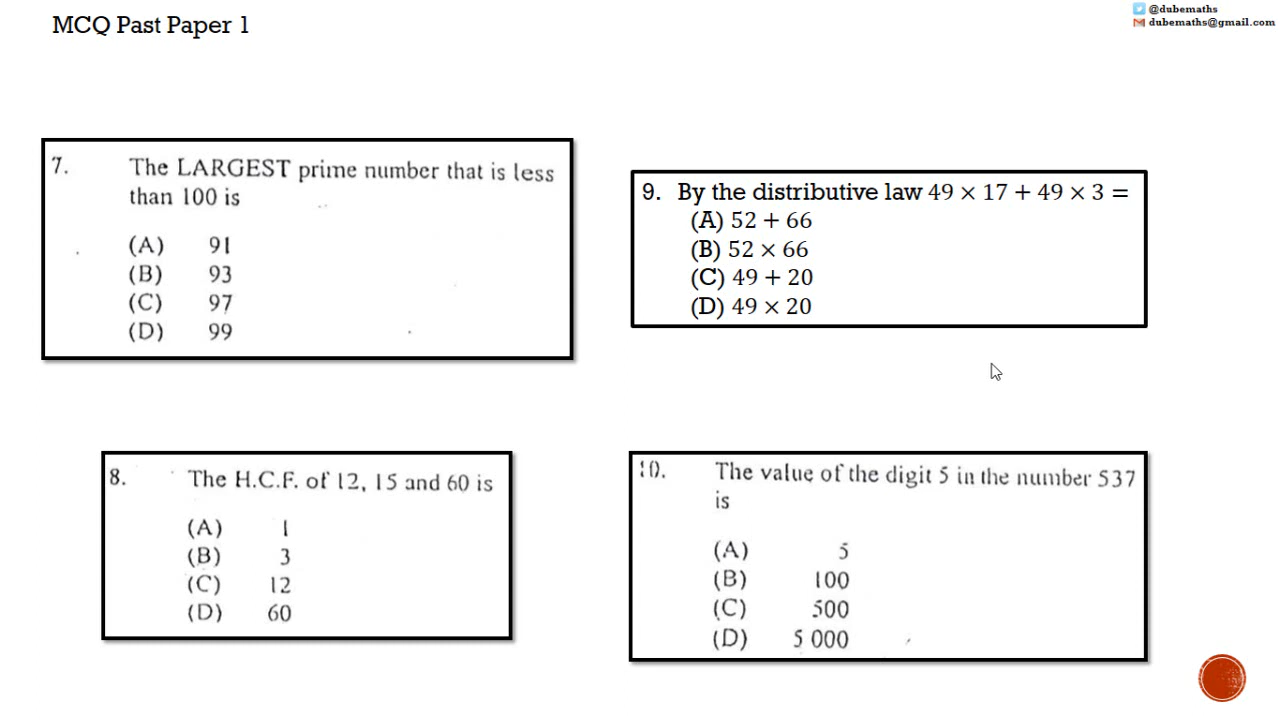 MCQ Past Paper 1
@dubemaths
dubemaths@gmail.com
7. The LARGEST prime number that is less
than 100 is
(A) 91
(B) 93
(C) 97
(D) 99
8. The H.C.F. of 12, 15 and 60 is
(A) 1
(B) 3
(C) 12
(D) 60
9. By the distributive law 49 × 17 + 49 × 3 =
(A) 52 + 66
(B) 52 × 66
(C) 49 + 20
(D) 49 × 20
10. The value of the digit 5 in the number 537
is
(A) 5
(B) 100
(C) 500
(D) 5 000